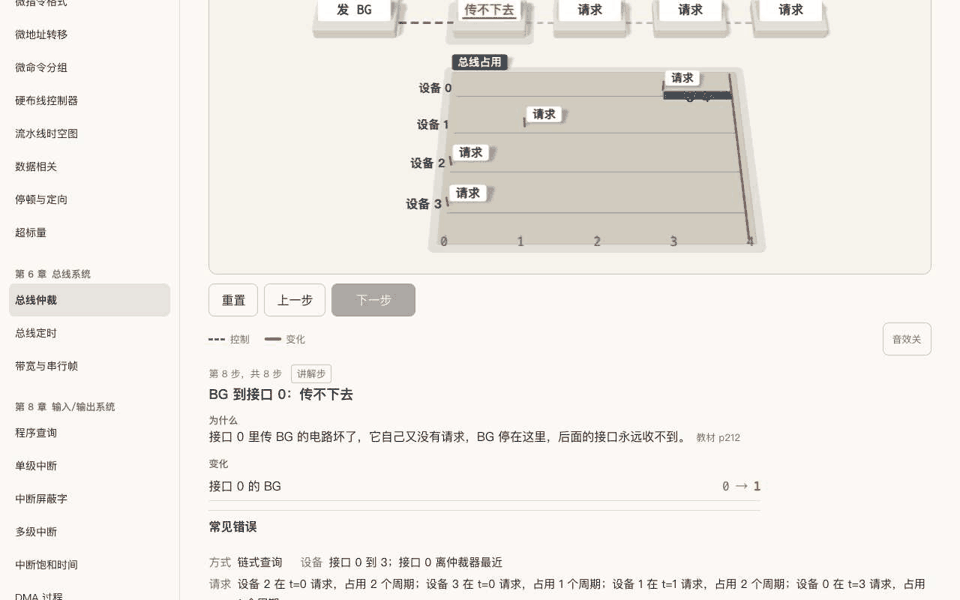 微指令格式
微地址转移
微命令分组
硬布线控制器
流水线时空图
数据相关
停顿与定向
超标量
第 6 章 总线系统
总线仲裁
总线定时
带宽与串行帧
第 8 章 输入/输出系统
程序查询
单级中断
中断屏蔽字
多级中断
中断饱和时间
DMA 过程
发 BG
传不下去
请求
请求
请求
总线占用
设备 0
请求
设备 1
请求
设备 2
请求
设备 3
请求
0 1 2 3 4
重置 上一步 下一步
控制 变化
音效关
第 8 步，共 8 步 讲解步
BG 到接口 0：传不下去
为什么
接口 0 里传 BG 的电路坏了，它自己又没有请求，BG 停在这里，后面的接口永远收不到。 教材 p212
变化
接口 0 的 BG 0 → 1
常见错误
方式 链式查询 设备 接口 0 到 3；接口 0 离仲裁器最近
请求 设备 2 在 t=0 请求，占用 2 个周期；设备 3 在 t=0 请求，占用 1 个周期；设备 1 在 t=1 请求，占用 2 个周期；设备 0 在 t=3 请求，占用